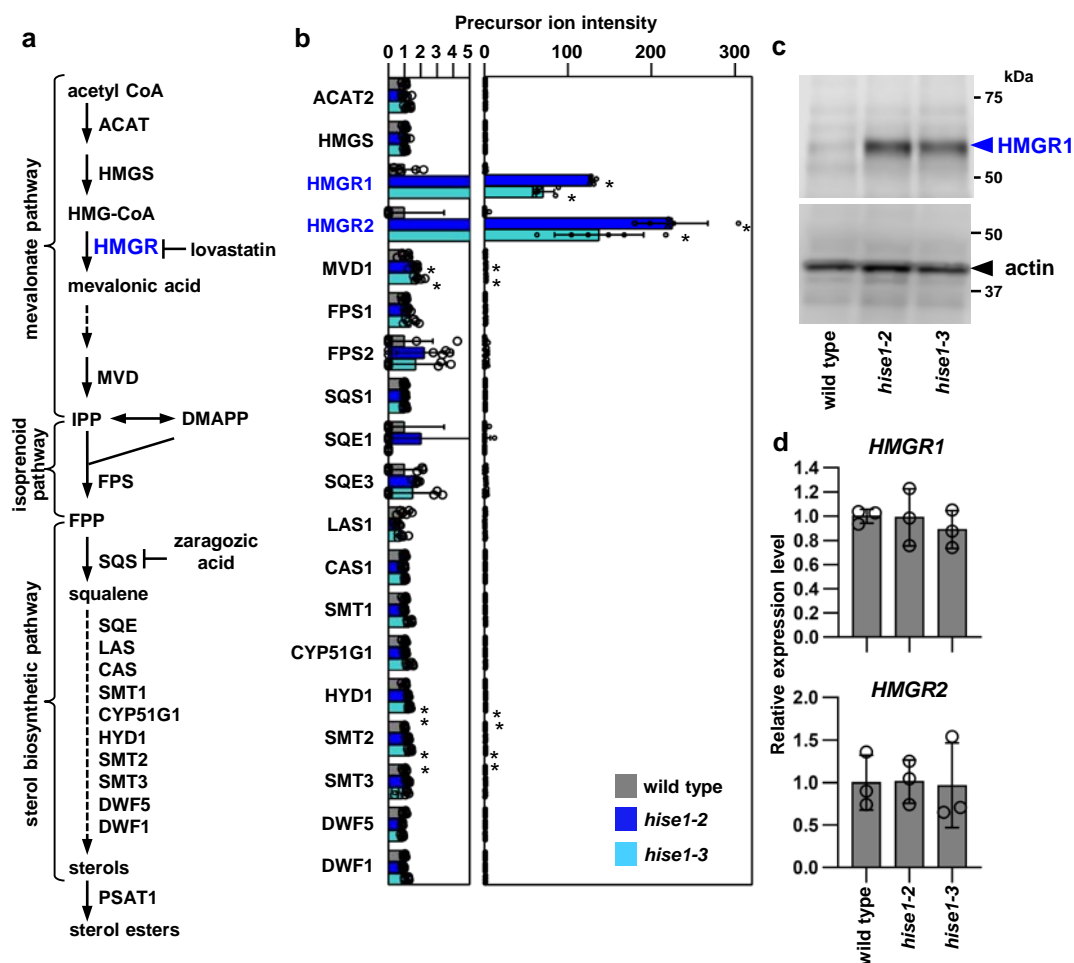 a
acetyl CoA
ACAT
HMGS
HMG-CoA
HMGR
lovastatin
mevalonic acid
MVD
IPP
DMAPP
FPS
FPP
SQS
zaragozic
acid
squalene
SQE
LAS
CAS
SMT1
CYP51G1
HYD1
SMT2
SMT3
DWF5
DWF1
sterols
PSAT1
sterol esters
mevalonate pathway
isoprenoid
pathway
sterol biosynthetic pathway
b
Precursor ion intensity
0 1 2 3 4 5 0 100 200 300
ACAT2
HMGS
HMGR1 * *
HMGR2 * *
MVD1 * * * *
FPS1
FPS2
SQS1
SQE1
SQE3
LAS1
CAS1
SMT1
CYP51G1
HYD1 * *
SMT2 * * * *
SMT3 * *
DWF5
DWF1
wild type
hise1-2
hise1-3
c
kDa
75
HMGR1
50
50
actin
37
wild type
hise1-2
hise1-3
d
Relative expression level
HMGR1
1.4
1.2
1.0
0.8
0.6
0.4
0.2
0.0
HMGR2
2.0
1.5
1.0
0.5
0.0
wild type
hise1-2
hise1-3